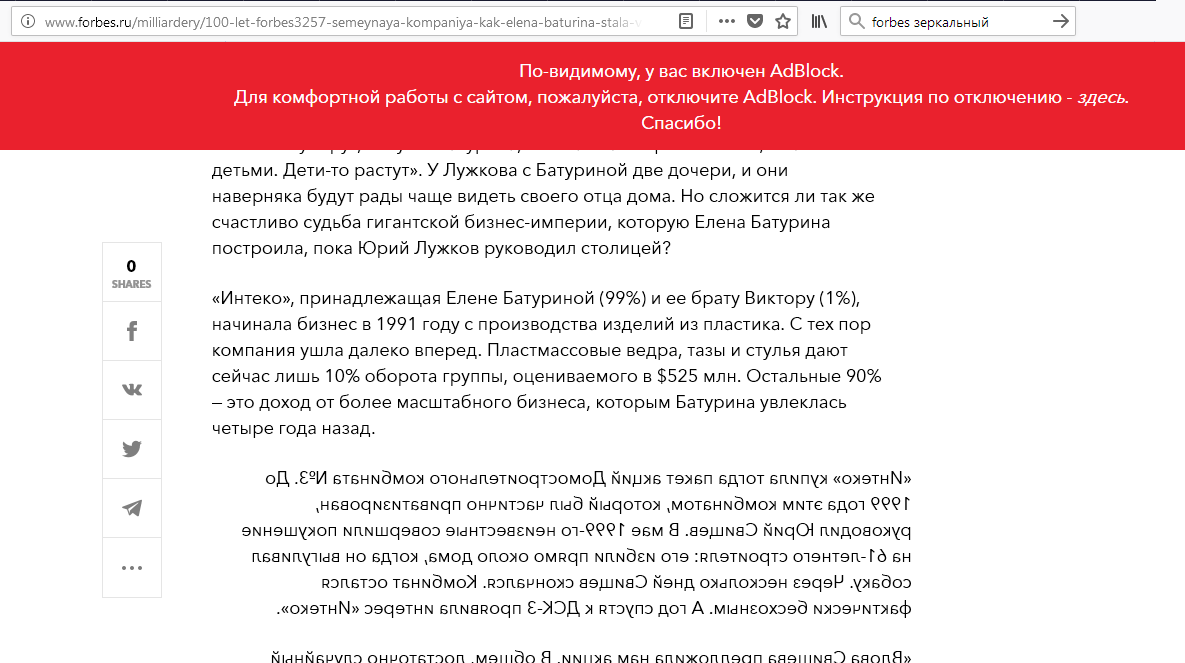 www.forbes.ru/milliardery/100-let-forbes3257-semeynaya-kompaniya-kak-elena-baturina-stala-v
forbes зеркальный
По-видимому, у вас включен AdBlock.
Для комфортной работы с сайтом, пожалуйста, отключите AdBlock. Инструкция по отключению - здесь.
Спасибо!
детьми. Дети-то растут». У Лужкова с Батуриной две дочери, и они
наверняка будут рады чаще видеть своего отца дома. Но сложится ли так же
счастливо судьба гигантской бизнес-империи, которую Елена Батурина
построила, пока Юрий Лужков руководил столицей?
0
SHARES
«Интеко», принадлежащая Елене Батуриной (99%) и ее брату Виктору (1%),
начинала бизнес в 1991 году с производства изделий из пластика. С тех пор
компания ушла далеко вперед. Пластмассовые ведра, тазы и стулья дают
сейчас лишь 10% оборота группы, оцениваемого в $525 млн. Остальные 90%
– это доход от более масштабного бизнеса, которым Батурина увлеклась
четыре года назад.
«Интеко» купила тогда пакет акций Домостроительного комбината №3. До
1999 года этим комбинатом, который был частично приватизирован,
руководил Юрий Свищев. В мае 1999-го неизвестные совершили покушение
на 61-летнего строителя: его избили прямо около дома, когда он выгуливал
собаку. Через несколько дней Свищев скончался. Комбинат остался
фактически бесхозным. А год спустя к ДСК-3 проявила интерес «Интеко».
«Вдова Свищева предложила нам акции. В общем, достаточно случайный